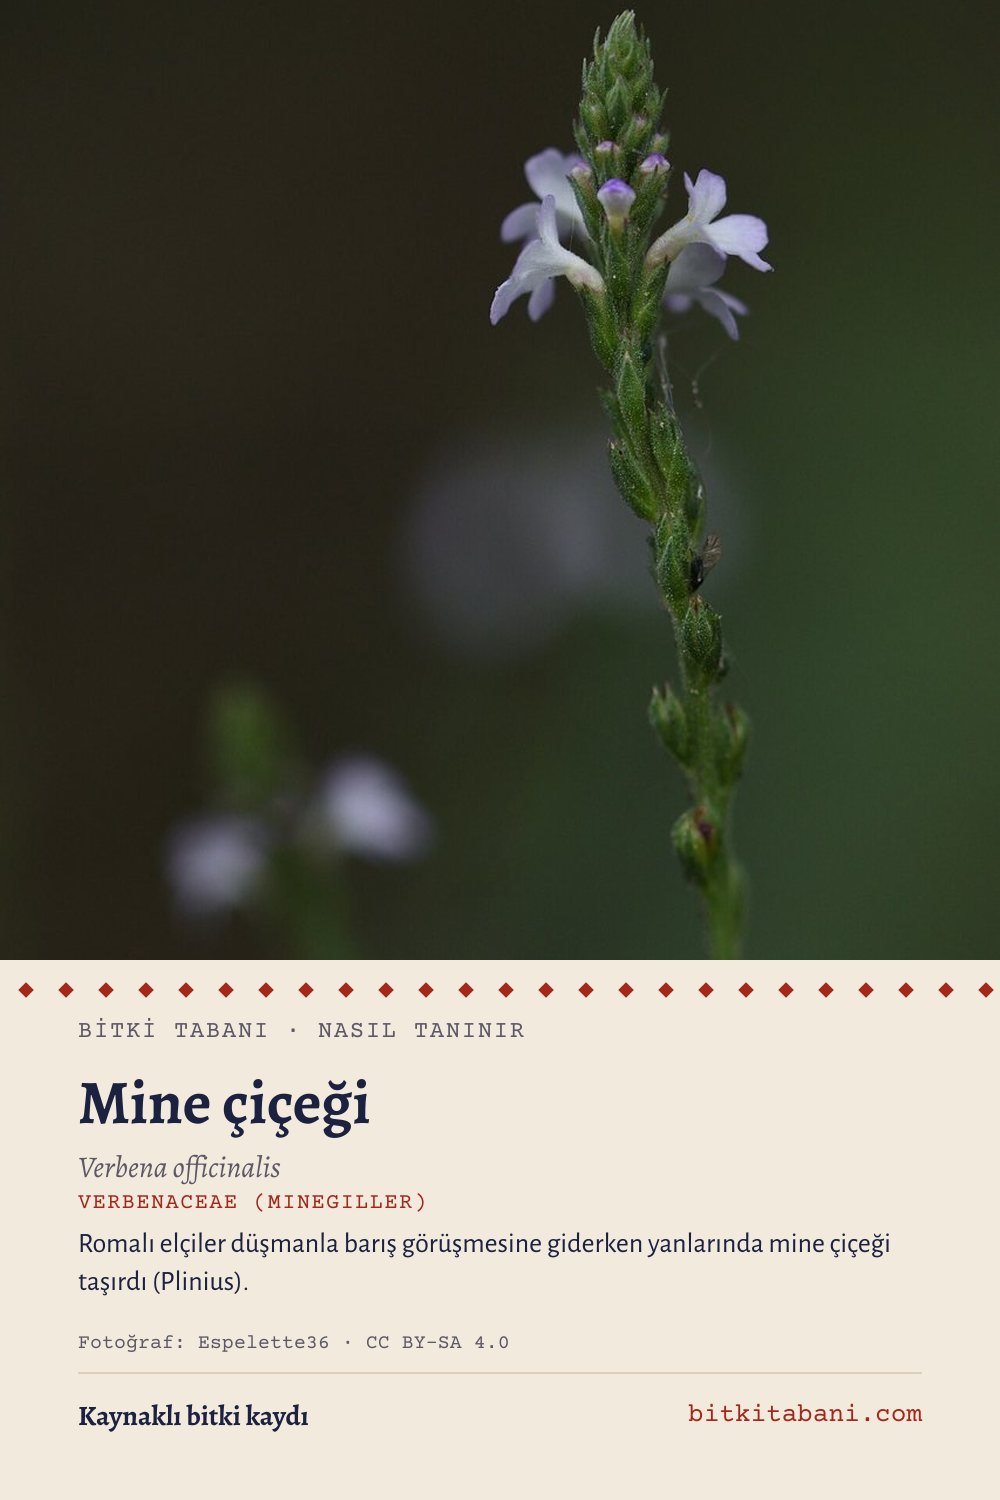 BİTKİ TABANI · NASIL TANINIR
Mine çiçeği
Verbena officinalis
VERBENACEAE (MINEGILLER)
Romalı elçiler düşmanla barış görüşmesine giderken yanlarında mine çiçeği
taşırdı (Plinius).
Fotoğraf: Espelette36 · CC BY-SA 4.0
Kaynaklı bitki kaydı
bitkitabani.com